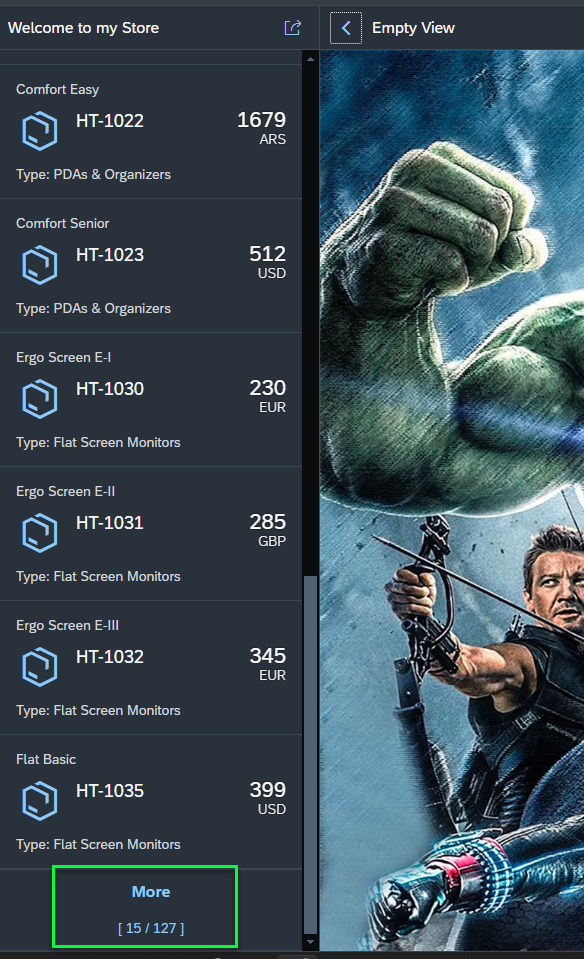 Welcome to my Store
Empty View
Comfort Easy
HT-1022
1679
ARS
Type: PDAs & Organizers
Comfort Senior
HT-1023
512
USD
Type: PDAs & Organizers
Ergo Screen E-I
HT-1030
230
EUR
Type: Flat Screen Monitors
Ergo Screen E-II
HT-1031
285
GBP
Type: Flat Screen Monitors
Ergo Screen E-III
HT-1032
345
EUR
Type: Flat Screen Monitors
Flat Basic
HT-1035
399
USD
Type: Flat Screen Monitors
More
[ 15 / 127 ]